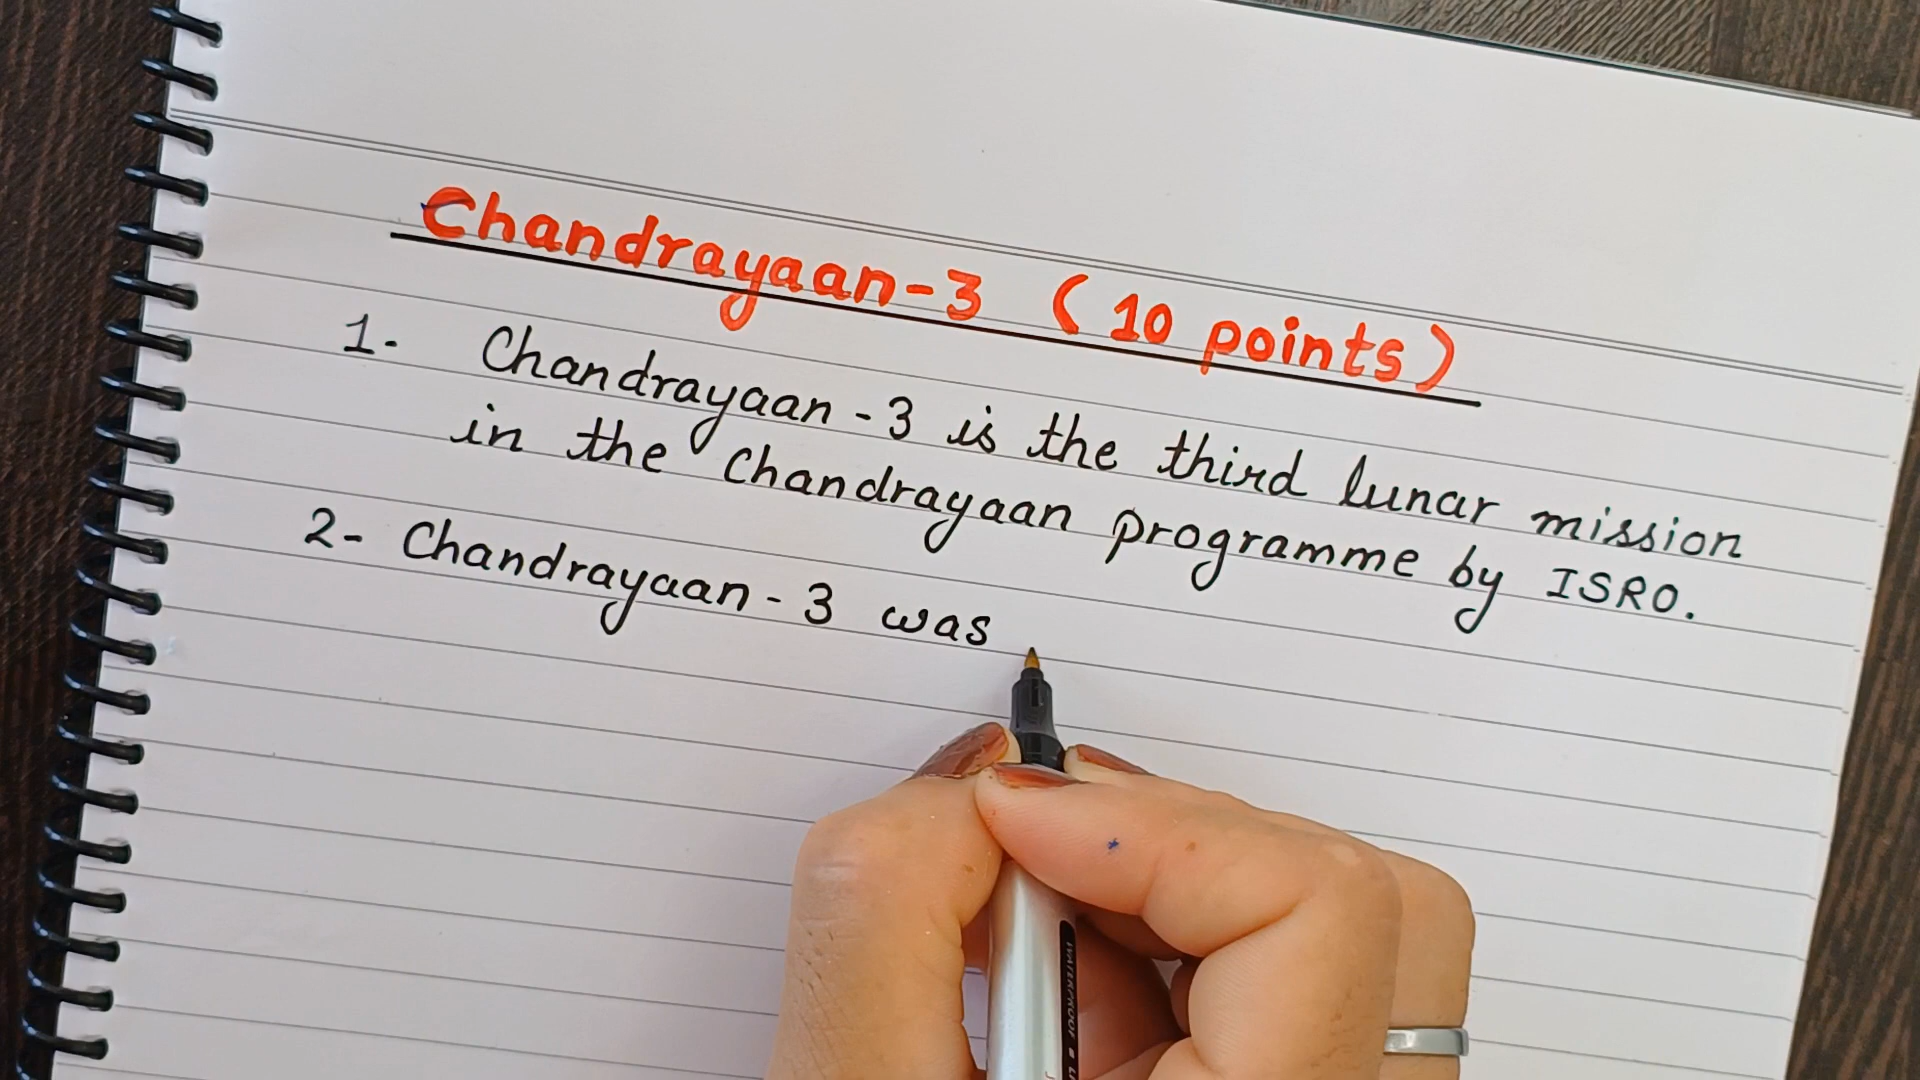 Chandrayaan-3 (10 points)
1- Chandrayaan-3 is the third lunar mission
in the Chandrayaan programme by ISRO.
2- Chandrayaan-3 was
WATERPROOF